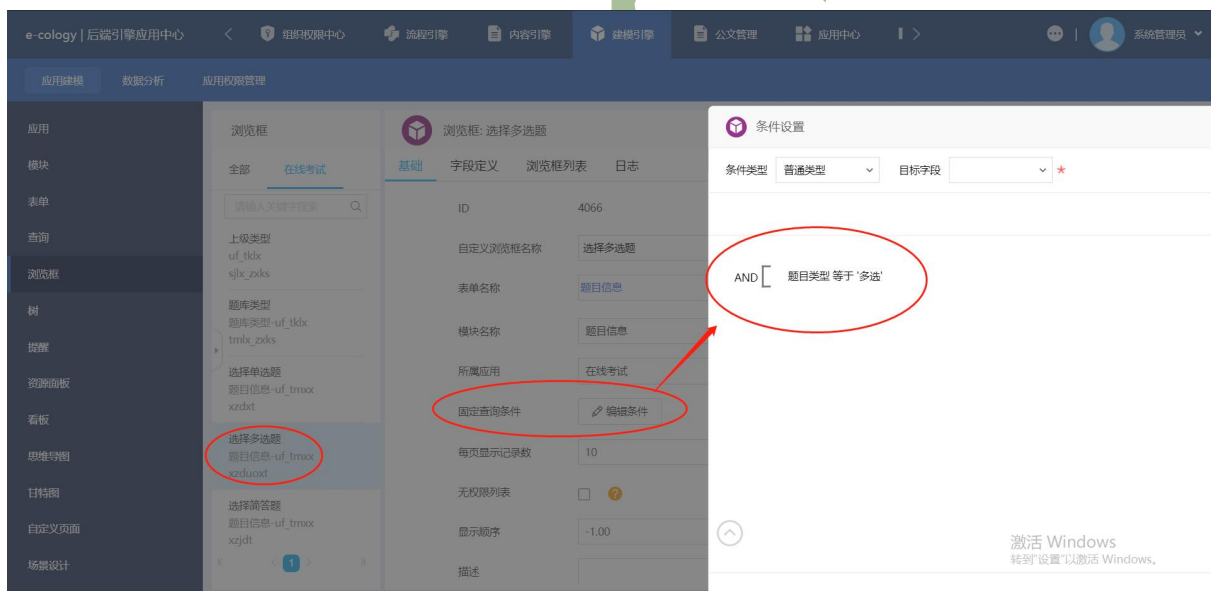 e-cology | 后端引擎应用中心 组织权限中心 流程引擎 内容引擎 建模引擎 公文管理 应用中心 系统管理员
应用建模 数据分析 应用权限管理
应用
模块
表单
查询
浏览框
树
提醒
资源面板
看板
思维导图
甘特图
自定义页面
场景设计
浏览框
全部 在线考试
请输入关键字搜索
上级类型
uf_tklx
sjlx_zxks
题库类型
题库类型-uf_tklx
tmlx_zxks
选择单选题
题目信息-uf_tmxx
xzdxt
选择多选题
题目信息-uf_tmxx
xzduoxt
选择简答题
题目信息-uf_tmxx
xzjdt
1
浏览框: 选择多选题
基础 字段定义 浏览框列表 日志
ID 4066
自定义浏览框名称 选择多选题
表单名称 题目信息
模块名称 题目信息
所属应用 在线考试
固定查询条件 编辑条件
每页显示记录数 10
无权限列表 ?
显示顺序 -1.00
描述
条件设置
条件类型 普通类型 目标字段 *
AND 题目类型 等于 '多选'
激活 Windows
转到"设置"以激活 Windows。